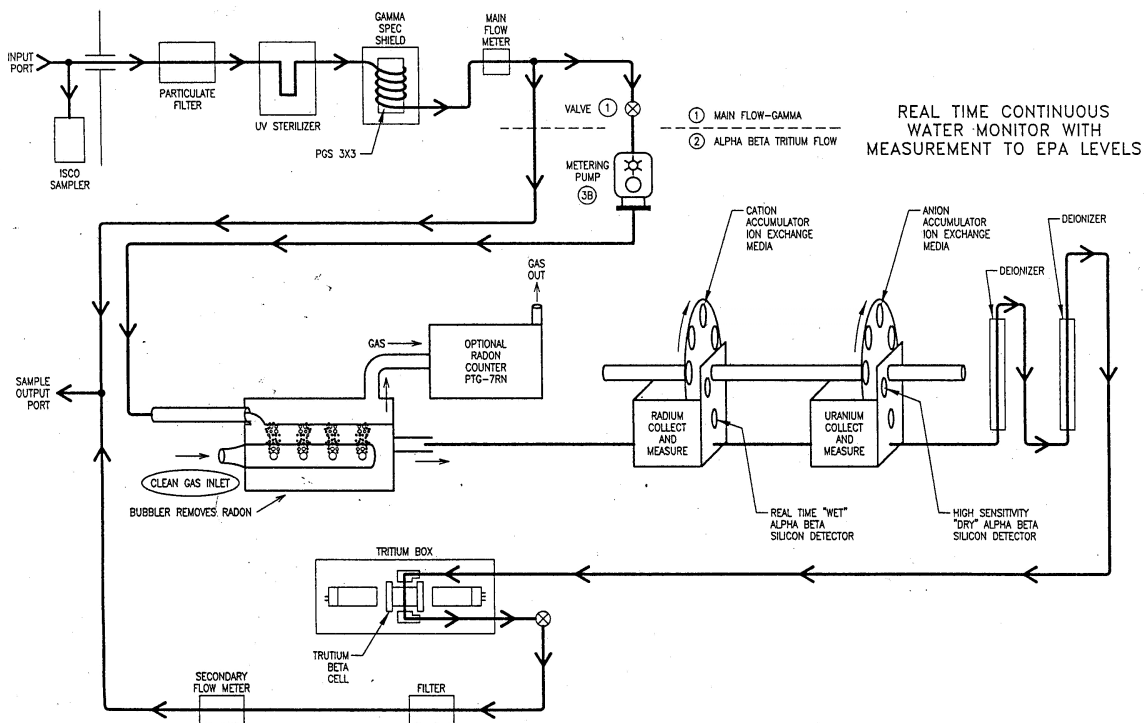 INPUT
PORT
ISCO
SAMPLER
PARTICULATE
FILTER
UV STERILIZER
GAMMA
SPEC
SHIELD
PGS 3X3
MAIN
FLOW
METER
VALVE 1
METERING
PUMP
3B
1 MAIN FLOW-GAMMA
2 ALPHA BETA TRITIUM FLOW
REAL TIME CONTINUOUS
WATER MONITOR WITH
MEASUREMENT TO EPA LEVELS
CATION
ACCUMULATOR
ION EXCHANGE
MEDIA
ANION
ACCUMULATOR
ION EXCHANGE
MEDIA
DEIONIZER
DEIONIZER
GAS
OUT
GAS
OPTIONAL
RADON
COUNTER
PTG-7RN
SAMPLE
OUTPUT
PORT
CLEAN GAS INLET
BUBBLER REMOVES RADON
RADIUM
COLLECT
AND
MEASURE
URANIUM
COLLECT
AND
MEASURE
REAL TIME "WET"
ALPHA BETA
SILICON DETECTOR
HIGH SENSITIVITY
"DRY" ALPHA BETA
SILICON DETECTOR
TRITIUM BOX
TRUTIUM
BETA
CELL
SECONDARY
FLOW METER
FILTER